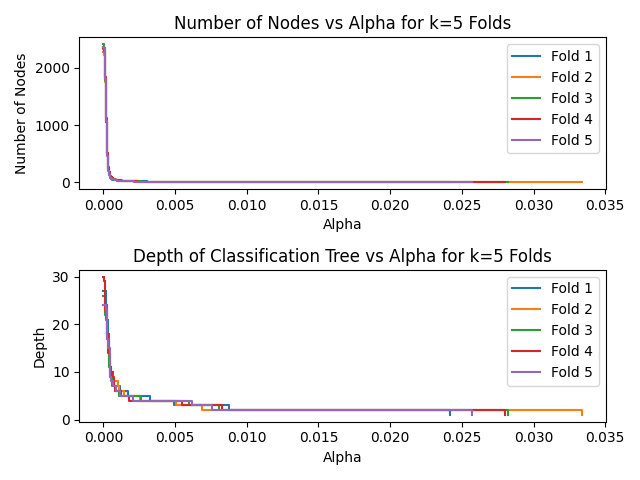 Number of Nodes vs Alpha for k=5 Folds
Number of Nodes
2000
1000
0
Fold 1
Fold 2
Fold 3
Fold 4
Fold 5
0.000 0.005 0.010 0.015 0.020 0.025 0.030 0.035
Alpha
Depth of Classification Tree vs Alpha for k=5 Folds
Depth
30
20
10
0
Fold 1
Fold 2
Fold 3
Fold 4
Fold 5
0.000 0.005 0.010 0.015 0.020 0.025 0.030 0.035
Alpha